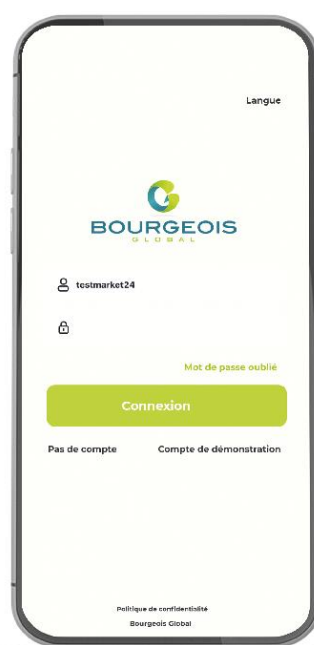 Langue
BOURGEOIS
GLOBAL
testmarket24
Mot de passe oublié
Connexion
Pas de compte Compte de démonstration
Politique de confidentialité
Bourgeois Global